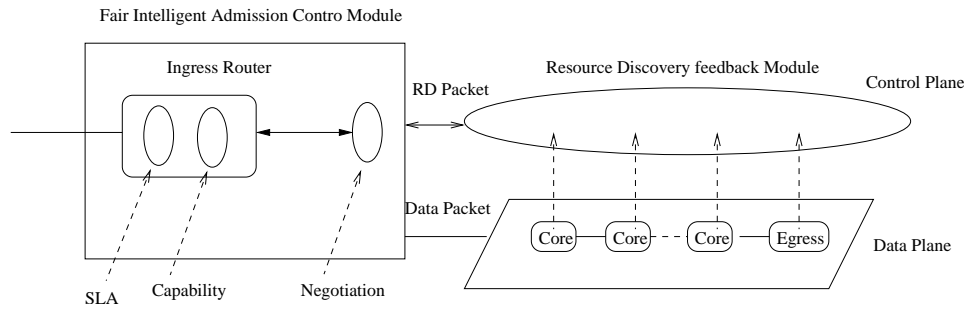 Fair Intelligent Admission Contro Module
Ingress Router
Resource Discovery feedback Module
RD Packet
Control Plane
Data Packet
Core
Core
Core
Egress
Data Plane
SLA
Capability
Negotiation